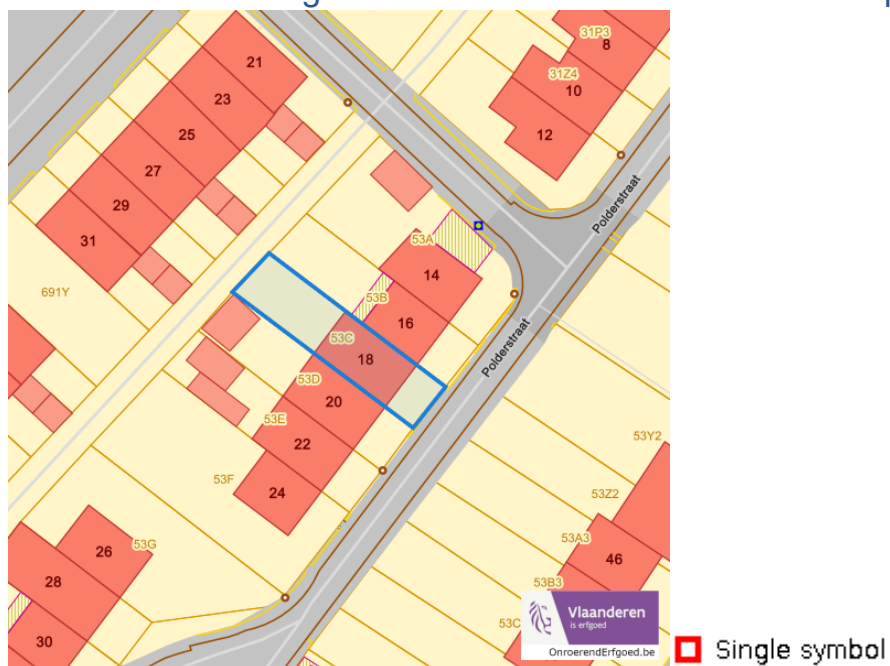 31P3
8
21
31Z4
23
10
25
12
27
29
Polderstraat
31
53A
14
691Y
53B
16
53C
18
Polderstraat
53D
20
53E
22
53Y2
53F
24
53Z2
53A3
26
53G
46
28
53B3
30
53C
Vlaanderen
is erfgoed
OnroerendErfgoed.be
Single symbol